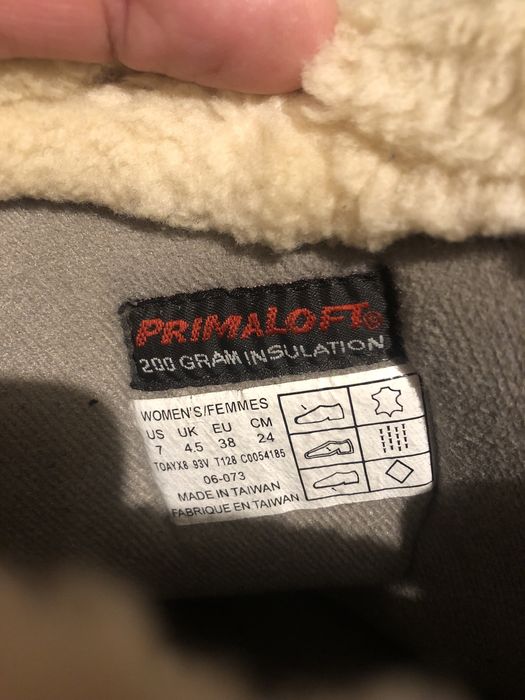 PRIMALOFT®
200 GRAM INSULATION
WOMEN'S/FEMMES
US UK EU CM
7 4.5 38 24
TOAYX8 93V T128 C0054185
06-073
MADE IN TAIWAN
FABRIQUE EN TAIWAN